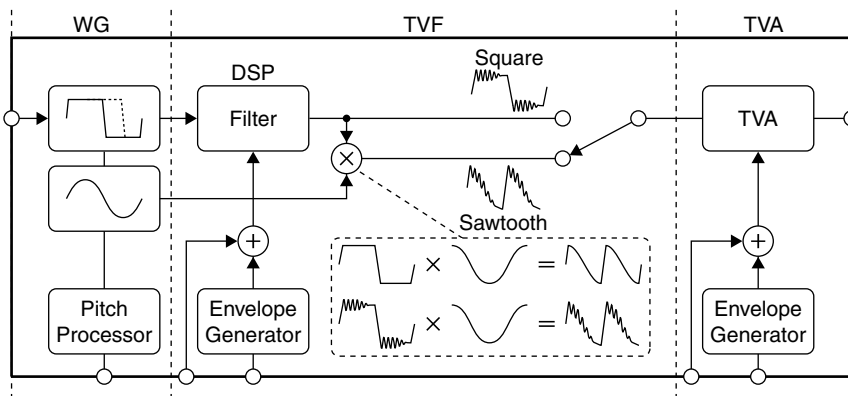 WG
TVF
TVA
DSP
Square
Filter
TVA
×
Sawtooth
+
+
× =
× =
Pitch
Processor
Envelope
Generator
Envelope
Generator